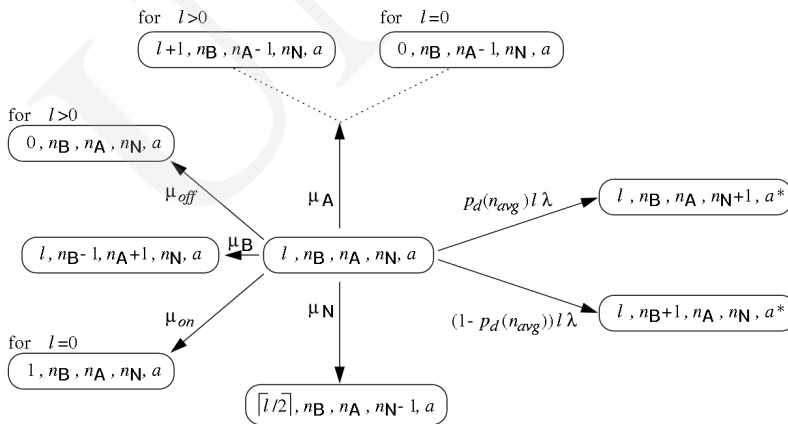 for l>0
for l=0
l+1, nB, nA−1, nN, a
0, nB, nA−1, nN, a
for l>0
0, nB, nA, nN, a
μoff
μA
pd(navg) l λ
l, nB, nA, nN+1, a*
l, nB−1, nA+1, nN, a
μB
l, nB, nA, nN, a
μon
μN
(1- pd(navg)) l λ
l, nB+1, nA, nN, a*
for l=0
1, nB, nA, nN, a
⌈l/2⌉, nB, nA, nN−1, a